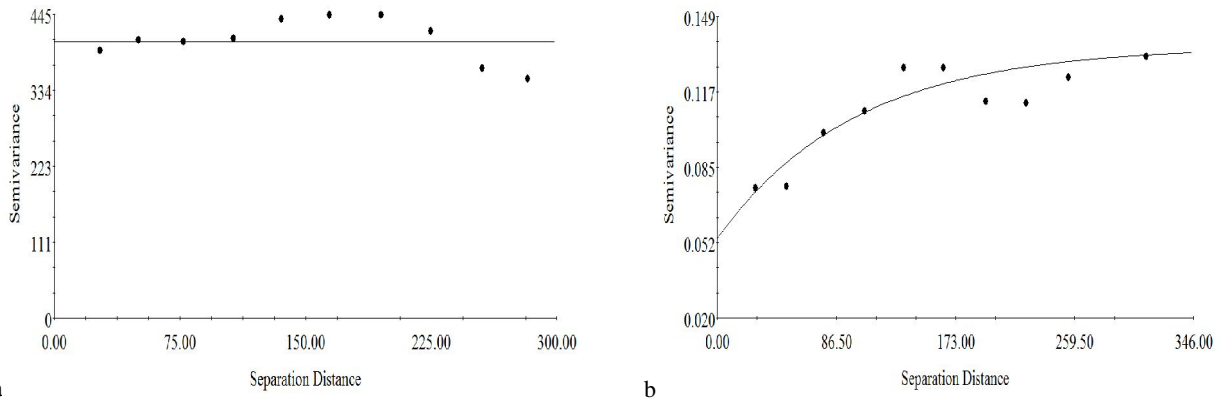 445
334
223
111
0
Semivariance
0.00 75.00 150.00 225.00 300.00
Separation Distance
0.149
0.117
0.085
0.052
0.020
Semivariance
0.00 86.50 173.00 259.50 346.00
Separation Distance
b